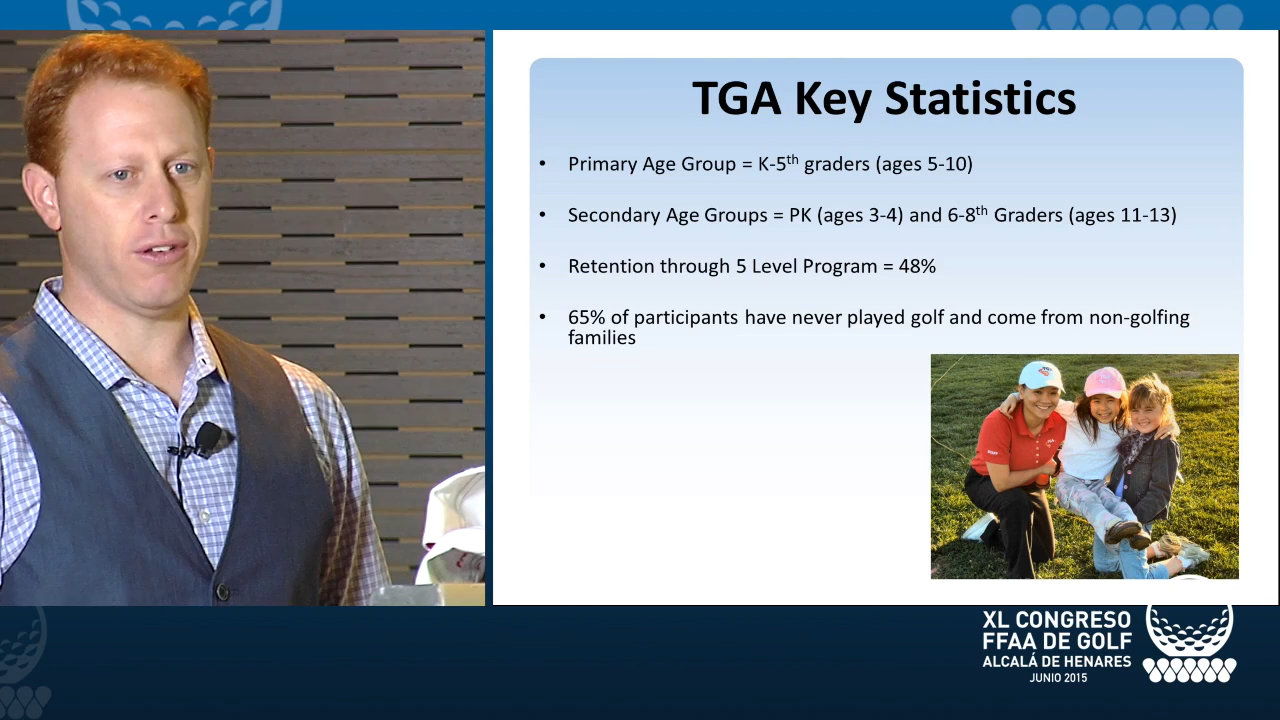 TGA Key Statistics
• Primary Age Group = K-5th graders (ages 5-10)
• Secondary Age Groups = PK (ages 3-4) and 6-8th Graders (ages 11-13)
• Retention through 5 Level Program = 48%
• 65% of participants have never played golf and come from non-golfing
families
XL CONGRESO
FFAA DE GOLF
ALCALÁ DE HENARES
JUNIO 2015